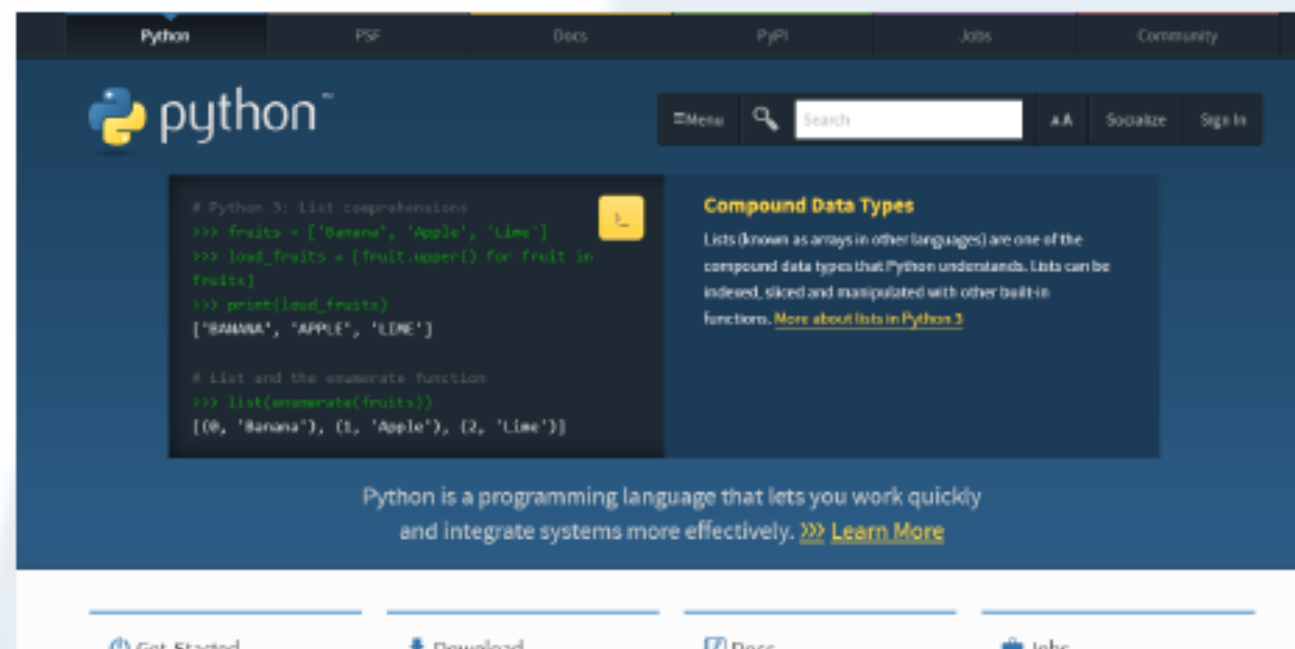 Python PSF Docs PyPI Jobs Community
python™
Menu Search AA Socialize Sign In
# Python 3: List comprehensions
>>> fruits = ['Banana', 'Apple', 'Lime']
>>> loud_fruits = [fruit.upper() for fruit in
fruits]
>>> print(loud_fruits)
['BANANA', 'APPLE', 'LIME']
# List and the enumerate function
>>> list(enumerate(fruits))
[(0, 'Banana'), (1, 'Apple'), (2, 'Lime')]
>_
Compound Data Types
Lists (known as arrays in other languages) are one of the
compound data types that Python understands. Lists can be
indexed, sliced and manipulated with other built-in
functions. More about lists in Python 3
Python is a programming language that lets you work quickly
and integrate systems more effectively. >>> Learn More
Get Started Download Docs Jobs